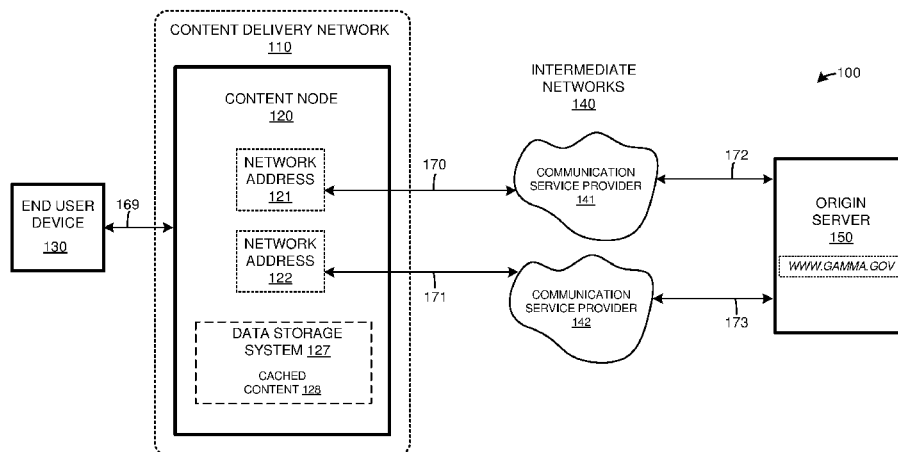 CONTENT DELIVERY NETWORK
110
CONTENT NODE
120
NETWORK
ADDRESS
121
NETWORK
ADDRESS
122
DATA STORAGE
SYSTEM 127
CACHED
CONTENT 128
END USER
DEVICE
130
169
170
171
INTERMEDIATE
NETWORKS
140
COMMUNICATION
SERVICE PROVIDER
141
COMMUNICATION
SERVICE PROVIDER
142
172
173
100
ORIGIN
SERVER
150
WWW.GAMMA.GOV